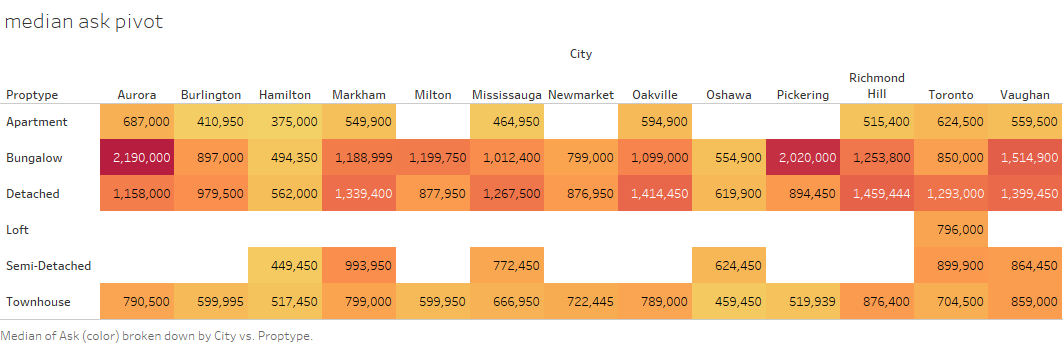 median ask pivot
City
Proptype Aurora Burlington Hamilton Markham Milton Mississauga Newmarket Oakville Oshawa Pickering Richmond Hill Toronto Vaughan
Apartment 687,000 410,950 375,000 549,900 464,950 594,900 515,400 624,500 559,500
Bungalow 2,190,000 897,000 494,350 1,188,999 1,199,750 1,012,400 799,000 1,099,000 554,900 2,020,000 1,253,800 850,000 1,514,900
Detached 1,158,000 979,500 562,000 1,339,400 877,950 1,267,500 876,950 1,414,450 619,900 894,450 1,459,444 1,293,000 1,399,450
Loft 796,000
Semi-Detached 449,450 993,950 772,450 624,450 899,900 864,450
Townhouse 790,500 599,995 517,450 799,000 599,950 666,950 722,445 789,000 459,450 519,939 876,400 704,500 859,000
Median of Ask (color) broken down by City vs. Proptype.